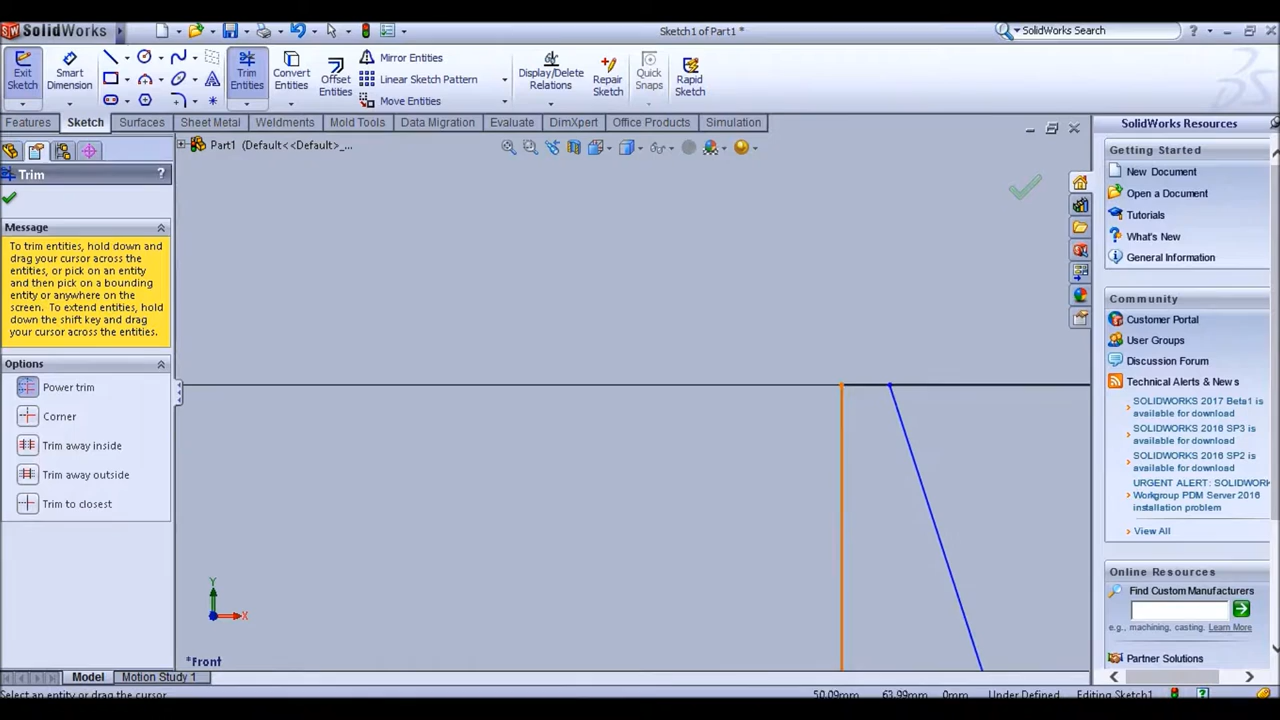 SolidWorks
Sketch1 of Part1 *
SolidWorks Search
Exit Sketch
Smart Dimension
Trim Entities
Convert Entities
Offset Entities
Mirror Entities
Linear Sketch Pattern
Move Entities
Display/Delete Relations
Repair Sketch
Quick Snaps
Rapid Sketch
Features
Sketch
Surfaces
Sheet Metal
Weldments
Mold Tools
Data Migration
Evaluate
DimXpert
Office Products
Simulation
Part1 (Default<<Default>_...
Trim
?
Message
To trim entities, hold down and
drag your cursor across the
entities, or pick on an entity
and then pick on a bounding
entity or anywhere on the
screen. To extend entities, hold
down the shift key and drag
your cursor across the entities.
Options
Power trim
Corner
Trim away inside
Trim away outside
Trim to closest
Y
X
*Front
SolidWorks Resources
Getting Started
New Document
Open a Document
Tutorials
What's New
General Information
Community
Customer Portal
User Groups
Discussion Forum
Technical Alerts & News
SOLIDWORKS 2017 Beta1 is
available for download
SOLIDWORKS 2016 SP3 is
available for download
SOLIDWORKS 2016 SP2 is
available for download
URGENT ALERT: SOLIDWORK
Workgroup PDM Server 2016
installation problem
View All
Online Resources
Find Custom Manufacturers
e.g., machining, casting. Learn More
Partner Solutions
Model
Motion Study 1
Select an entity or drag the cursor
50.09mm 63.99mm 0mm Under Defined Editing Sketch1